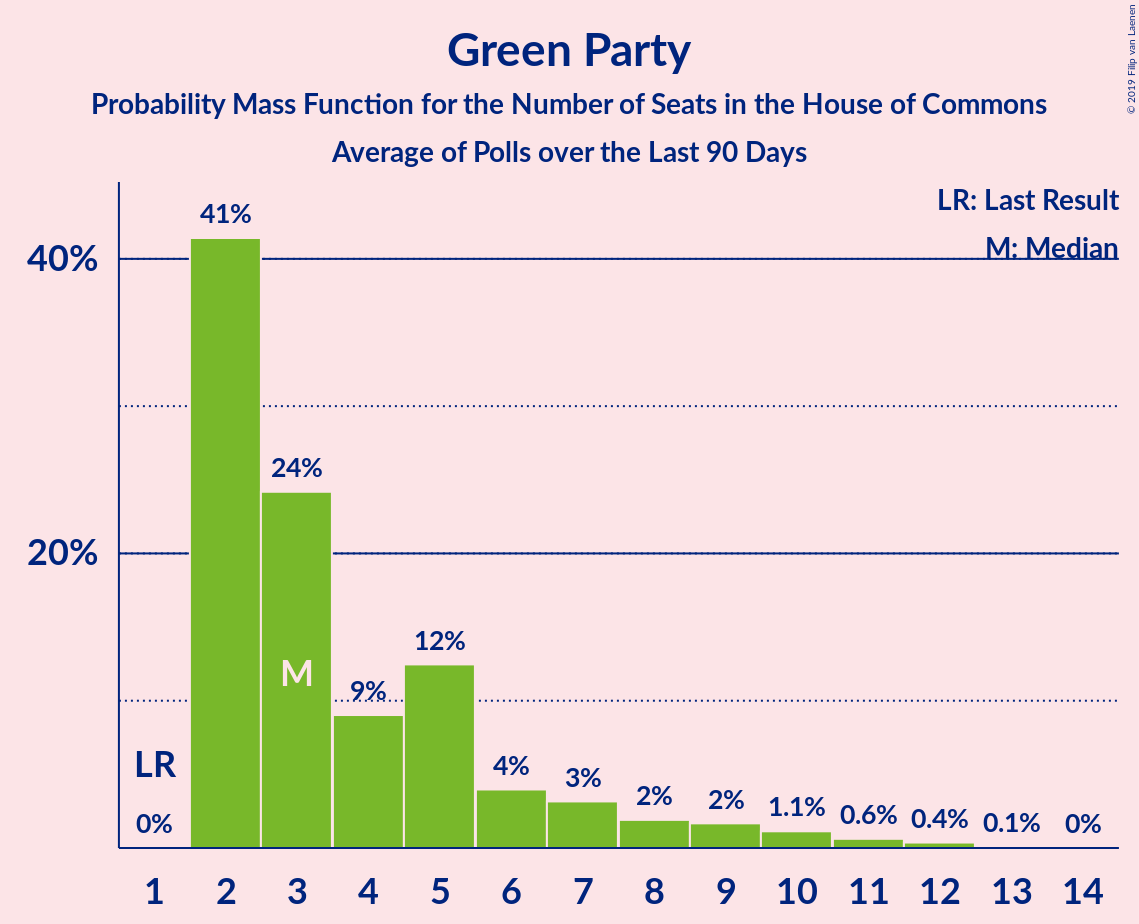 Green Party
Probability Mass Function for the Number of Seats in the House of Commons
Average of Polls over the Last 90 Days
© 2019 Filip van Laenen
LR: Last Result
M: Median
40%
20%
41%
24%
M
9%
12%
4%
3%
2%
2%
1.1%
0.6%
0.4%
0.1%
0%
LR
0%
1 2 3 4 5 6 7 8 9 10 11 12 13 14